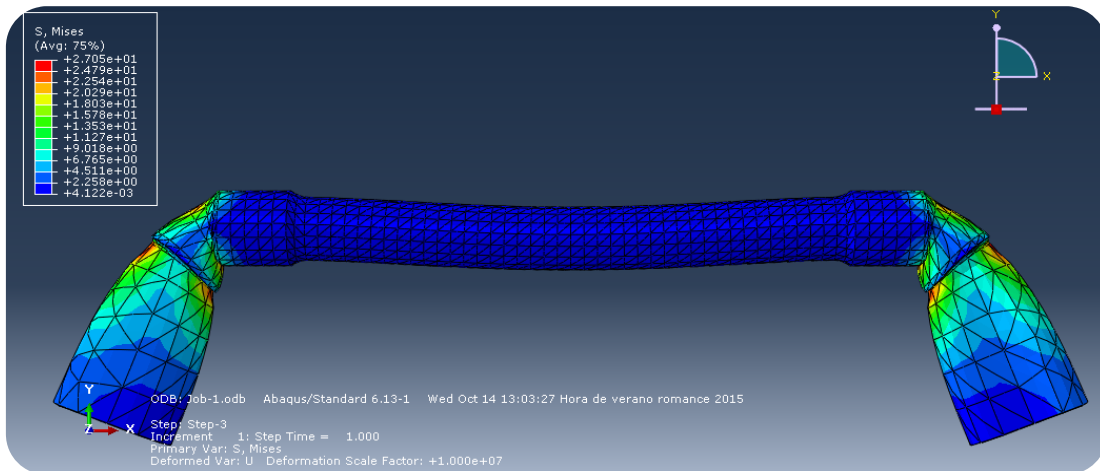 S, Mises
(Avg: 75%)
+2.705e+01
+2.479e+01
+2.254e+01
+2.029e+01
+1.803e+01
+1.578e+01
+1.353e+01
+1.127e+01
+9.018e+00
+6.765e+00
+4.511e+00
+2.258e+00
+4.122e-03
Y
Z X
Y
Z X
ODB: Job-1.odb Abaqus/Standard 6.13-1 Wed Oct 14 13:03:27 Hora de verano romance 2015
Step: Step-3
Increment 1: Step Time = 1.000
Primary Var: S, Mises
Deformed Var: U Deformation Scale Factor: +1.000e+07